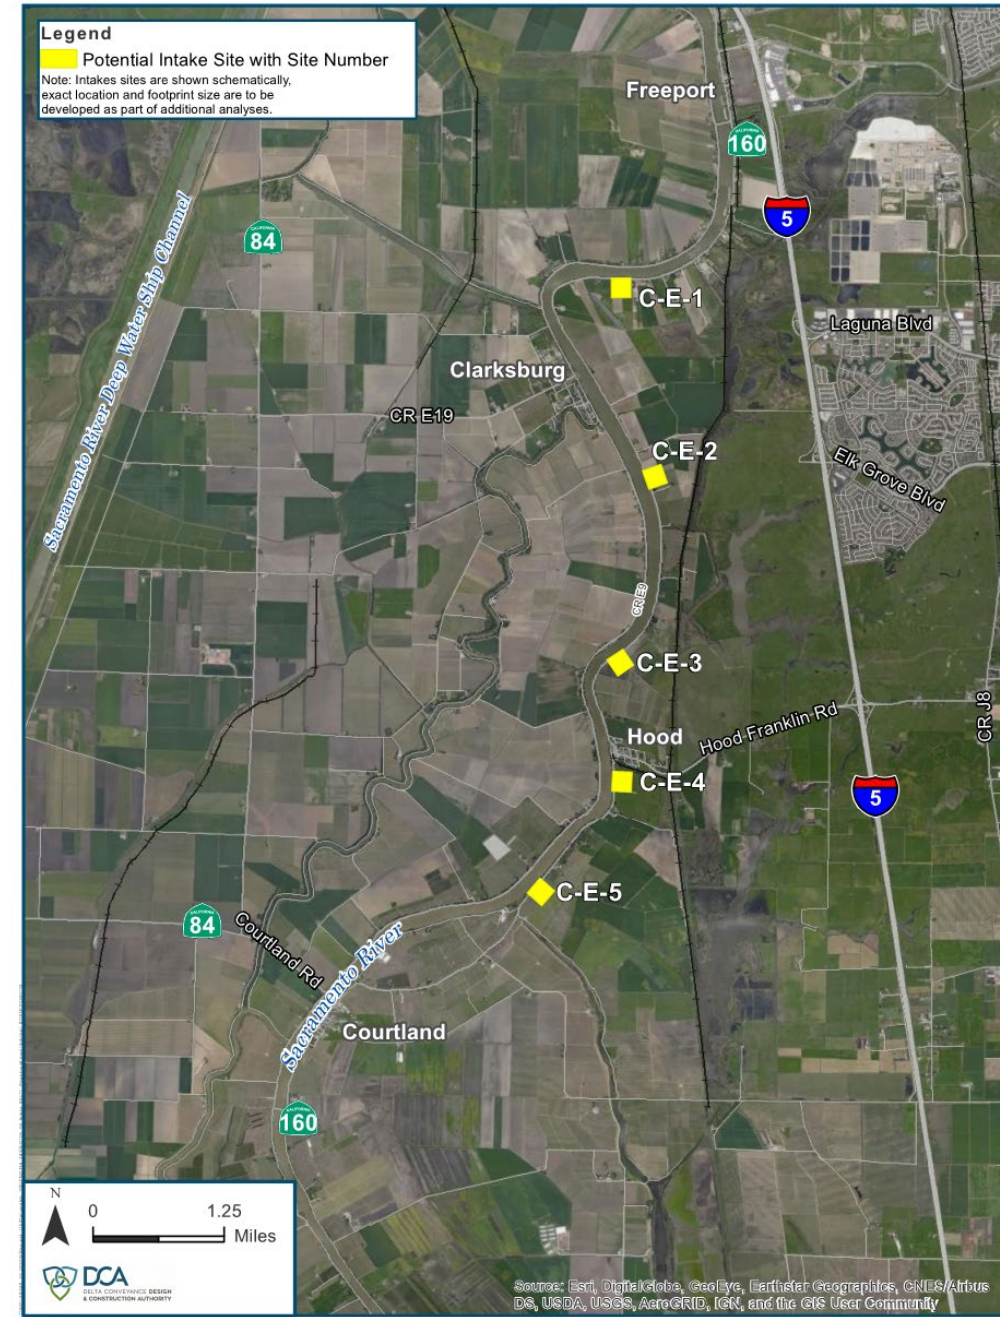 Legend
Potential Intake Site with Site Number
Note: Intakes sites are shown schematically,
exact location and footprint size are to be
developed as part of additional analyses.
Freeport
CALIFORNIA
160
5
CALIFORNIA
84
Sacramento River Deep Water Ship Channel
C-E-1
Laguna Blvd
Clarksburg
CR E19
C-E-2
Elk Grove Blvd
CR E9
C-E-3
CR J8
Hood
Hood Franklin Rd
C-E-4
5
C-E-5
CALIFORNIA
84
Courtland Rd
Sacramento River
Courtland
CALIFORNIA
160
N
0 1.25
Miles
DCA
DELTA CONVEYANCE DESIGN
& CONSTRUCTION AUTHORITY
Source: Esri, DigitalGlobe, GeoEye, Earthstar Geographics, CNES/Airbus
DS, USDA, USGS, AeroGRID, IGN, and the GIS User Community